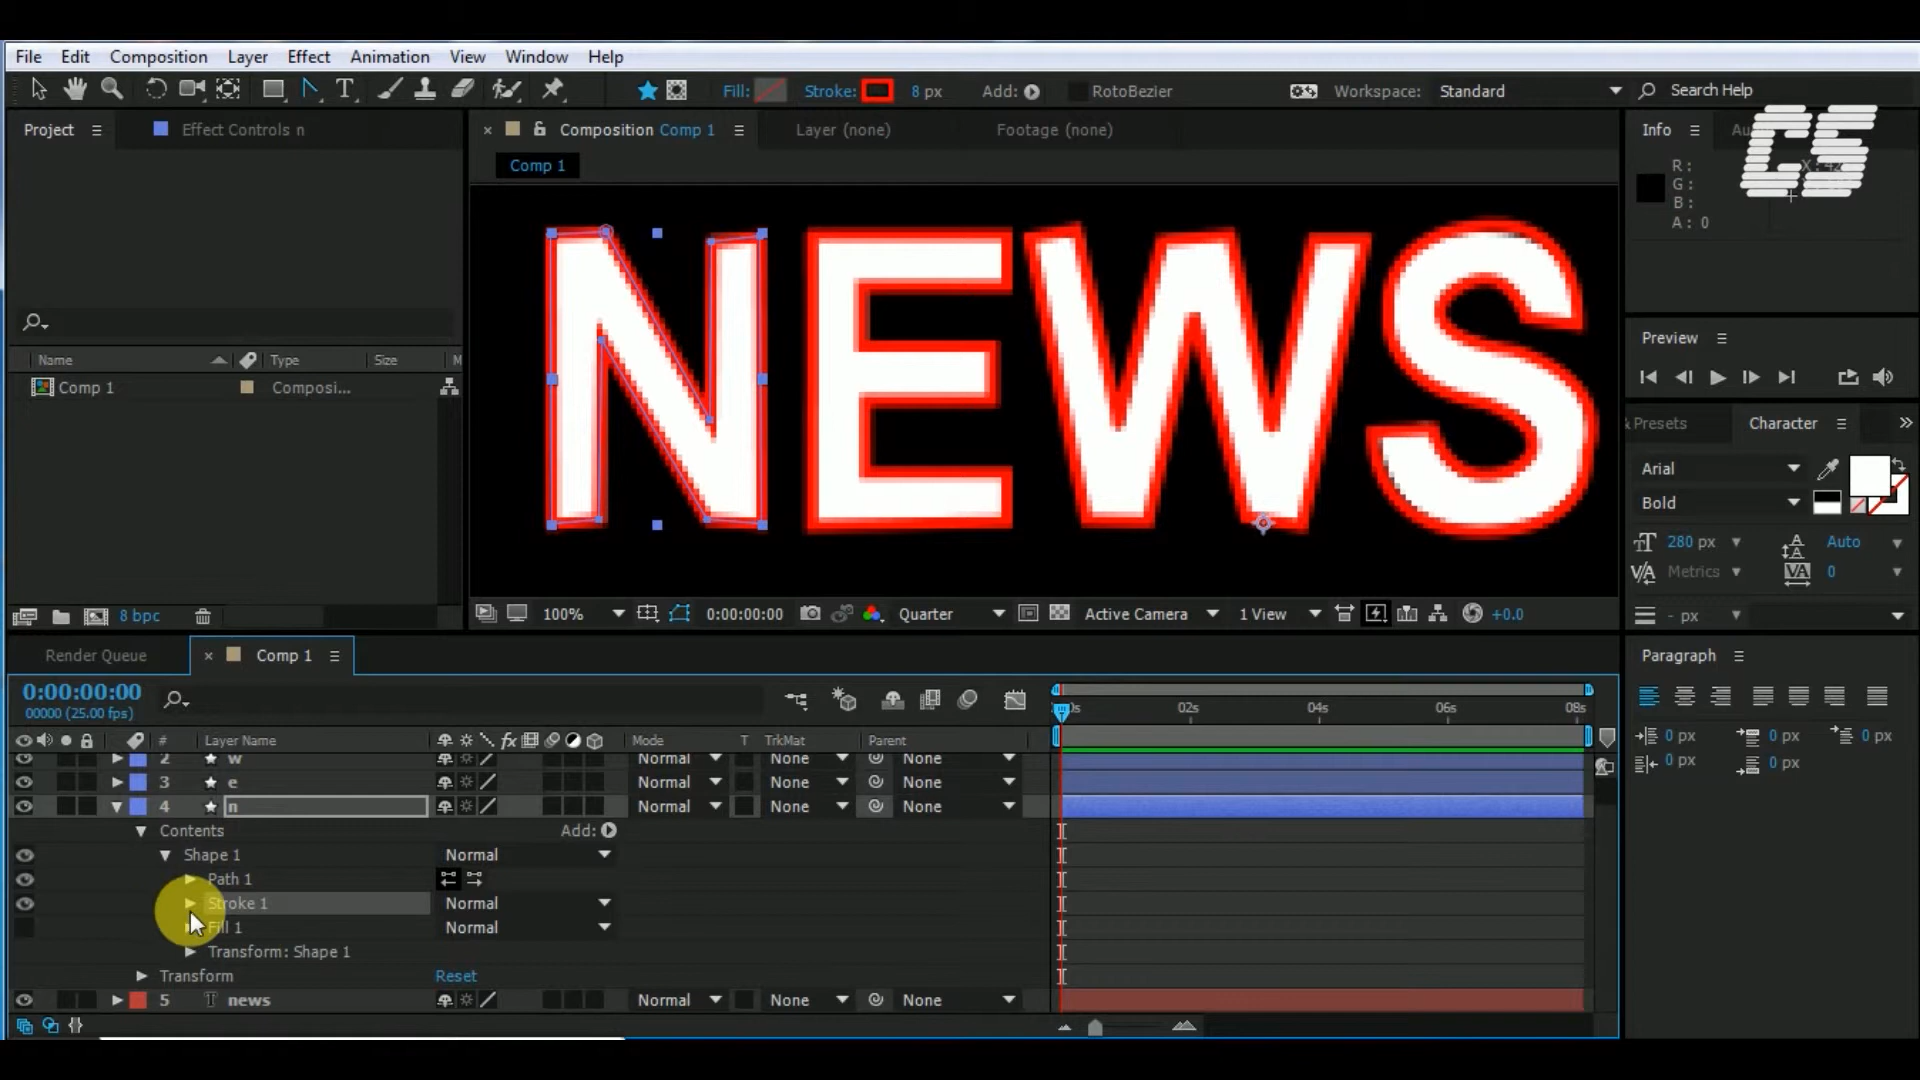 File Edit Composition Layer Effect Animation View Window Help
Fill: Stroke: 8 px Add: RotoBezier Workspace: Standard Search Help
Project Effect Controls n Composition Comp 1 Layer (none) Footage (none) Info
CS
Comp 1
R:
G:
B:
A: 0
NEWS
Preview
Name Type Size M
Comp 1 Composi...
& Presets Character
Arial
Bold
280 px Auto
Metrics 0
- px
8 bpc
100% 0:00:00:00 Quarter Active Camera 1 View +0.0
Render Queue Comp 1
Paragraph
0:00:00:00
00000 (25.00 fps)
02s 04s 06s 08s
# Layer Name Mode T TrkMat Parent
0 px 0 px 0 px
0 px 0 px
2 w Normal None None
3 e Normal None None
4 n Normal None None
Contents Add:
Shape 1 Normal
Path 1
Stroke 1 Normal
Fill 1 Normal
Transform: Shape 1
Transform Reset
5 T news Normal None None